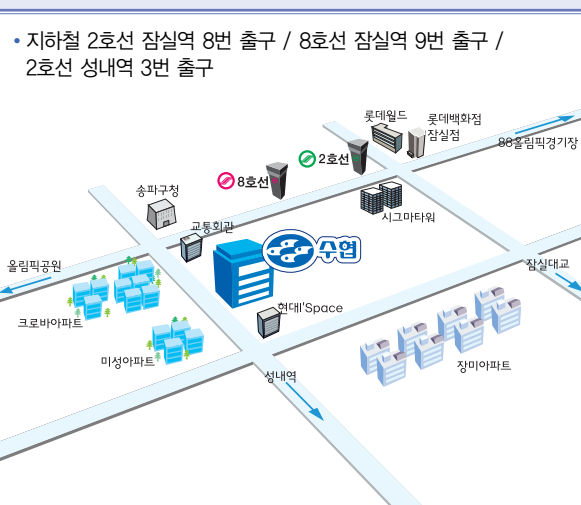 • 지하철 2호선 잠실역 8번 출구 / 8호선 잠실역 9번 출구 /
2호선 성내역 3번 출구
롯데월드
롯데백화점
잠실점
88올림픽경기장
2호선
8호선
송파구청
시그마타워
교통회관
수협
올림픽공원
잠실대교
현대'Space
크로바아파트
미성아파트
장미아파트
성내역